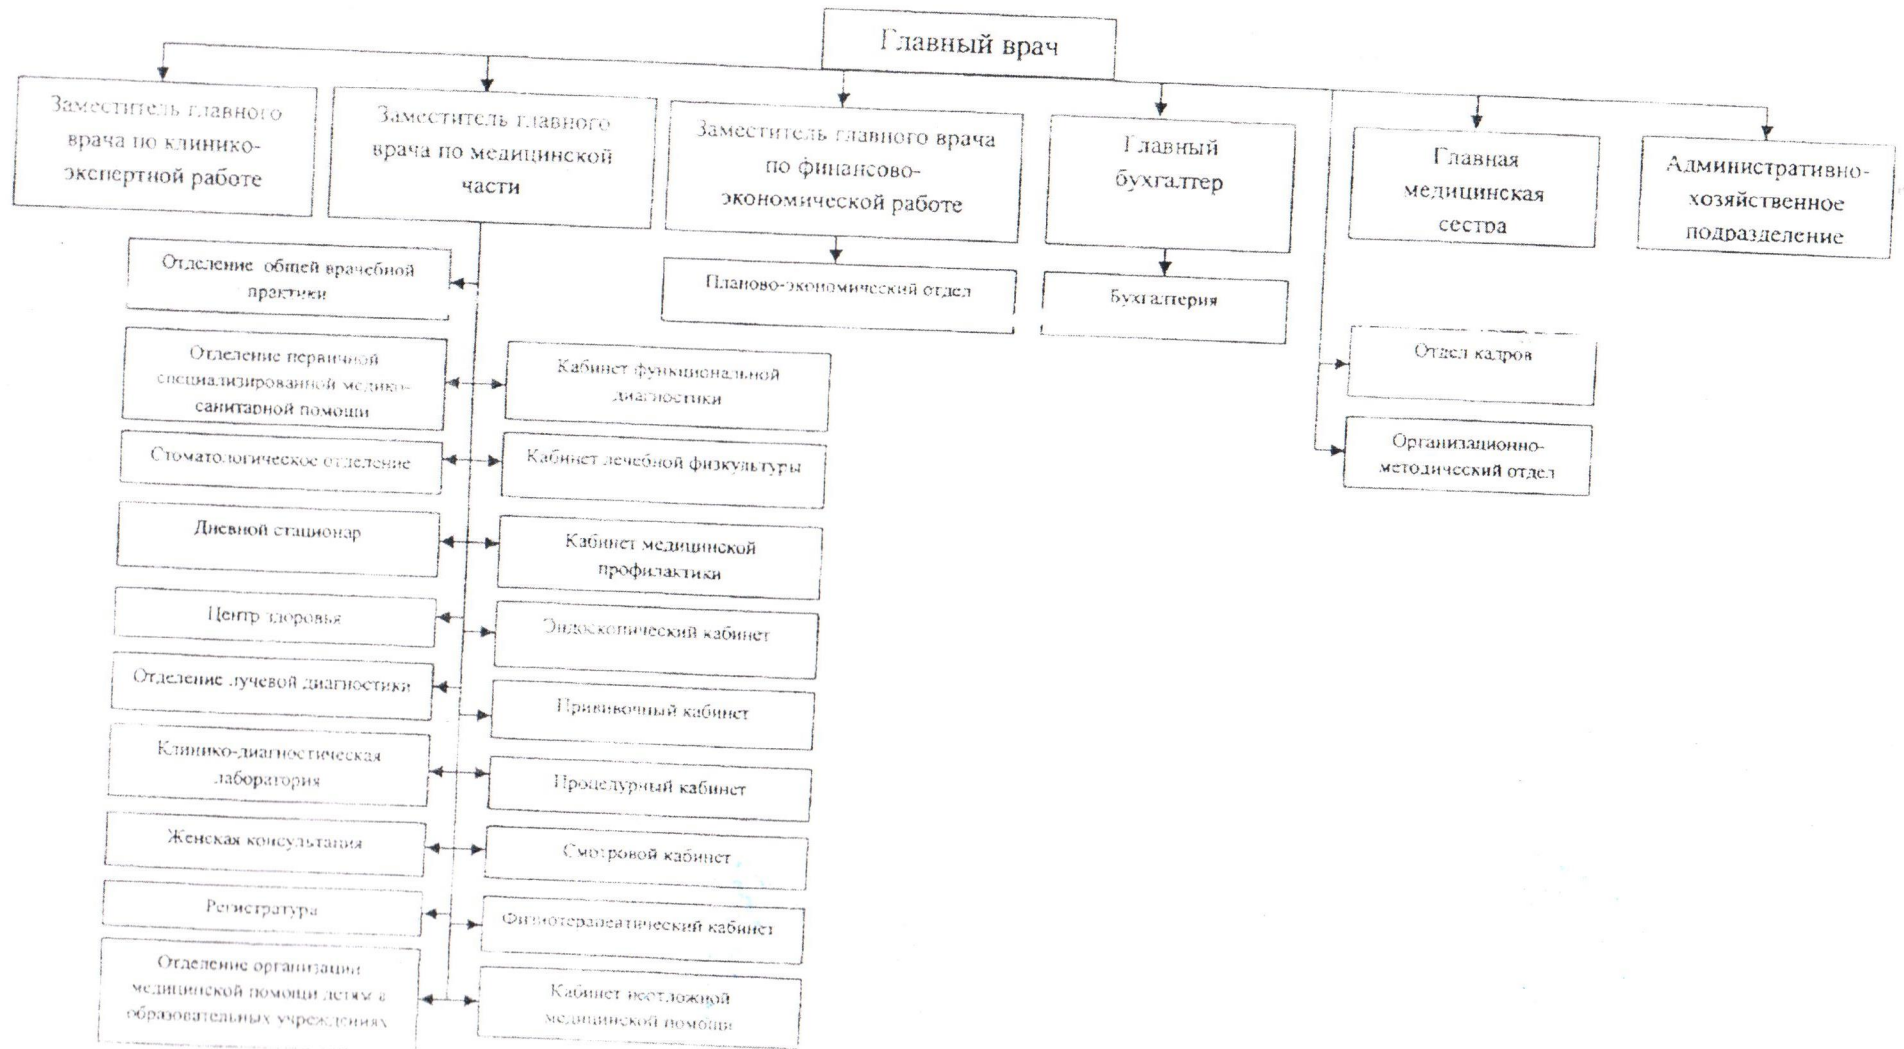 Главный врач
Заместитель главного
врача по клинико-
экспертной работе
Заместитель главного
врача по медицинской
части
Заместитель главного врача
по финансово-
экономической работе
Главный
бухгалтер
Главная
медицинская
сестра
Административно-
хозяйственное
подразделение
Отделение общей врачебной
практики
Планово-экономический отдел
Бухгалтерия
Отделение первичной
специализированной медико-
санитарной помощи
Кабинет функциональной
диагностики
Отдел кадров
Стоматологическое отделение
Кабинет лечебной физкультуры
Организационно-
методический отдел
Дневной стационар
Кабинет медицинской
профилактики
Центр здоровья
Эндоскопический кабинет
Отделение лучевой диагностики
Прививочный кабинет
Клинико-диагностическая
лаборатория
Процедурный кабинет
Женская консультация
Смотровой кабинет
Регистратура
Физиотерапевтический кабинет
Отделение организации
медицинской помощи детям в
образовательных учреждениях
Кабинет неотложной
медицинской помощи